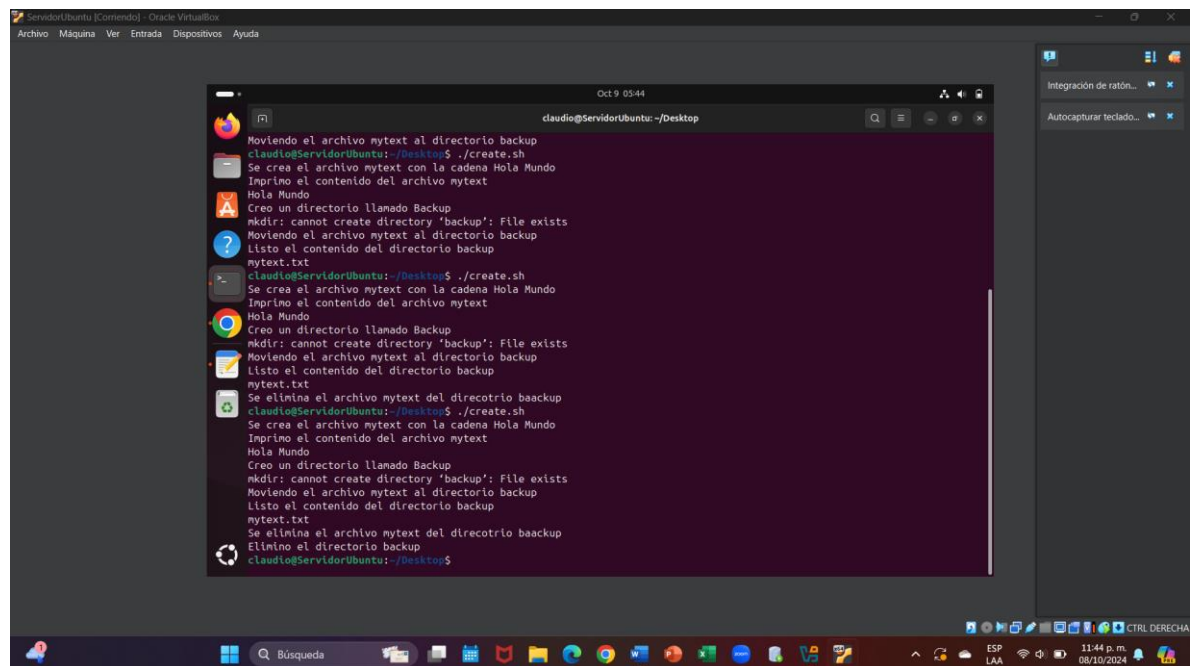 ServidorUbuntu [Corriendo] - Oracle VirtualBox
Archivo Máquina Ver Entrada Dispositivos Ayuda
Integración de ratón...
Autocapturar teclado...
Oct 9 05:44
claudio@ServidorUbuntu: ~/Desktop
Moviendo el archivo mytext al directorio backup
claudio@ServidorUbuntu:~/Desktop$ ./create.sh
Se crea el archivo mytext con la cadena Hola Mundo
Imprimo el contenido del archivo mytext
Hola Mundo
Creo un directorio llamado Backup
mkdir: cannot create directory ‘backup’: File exists
Moviendo el archivo mytext al directorio backup
Listo el contenido del directorio backup
mytext.txt
claudio@ServidorUbuntu:~/Desktop$ ./create.sh
Se crea el archivo mytext con la cadena Hola Mundo
Imprimo el contenido del archivo mytext
Hola Mundo
Creo un directorio llamado Backup
mkdir: cannot create directory ‘backup’: File exists
Moviendo el archivo mytext al directorio backup
Listo el contenido del directorio backup
mytext.txt
Se elimina el archivo mytext del direcotrio baackup
claudio@ServidorUbuntu:~/Desktop$ ./create.sh
Se crea el archivo mytext con la cadena Hola Mundo
Imprimo el contenido del archivo mytext
Hola Mundo
Creo un directorio llamado Backup
mkdir: cannot create directory ‘backup’: File exists
Moviendo el archivo mytext al directorio backup
Listo el contenido del directorio backup
mytext.txt
Se elimina el archivo mytext del direcotrio baackup
Elimino el directorio backup
claudio@ServidorUbuntu:~/Desktop$
CTRL DERECHA
1
Búsqueda
ESP
LAA
11:44 p. m.
08/10/2024